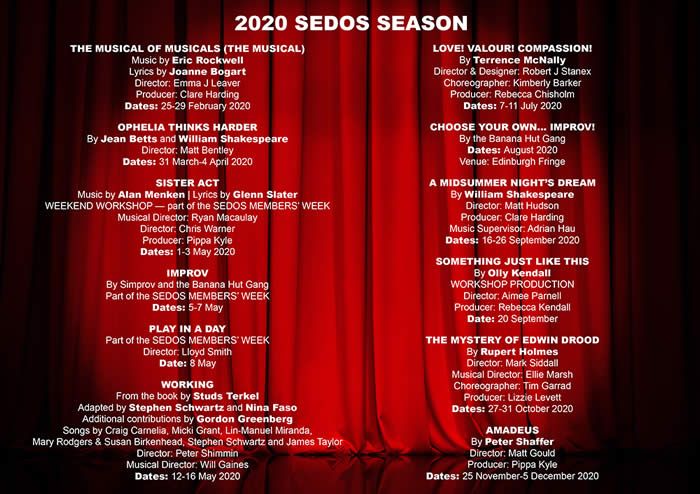 2020 SEDOS SEASON
THE MUSICAL OF MUSICALS (THE MUSICAL)
Music by Eric Rockwell
Lyrics by Joanne Bogart
Director: Emma J Leaver
Producer: Clare Harding
Dates: 25-29 February 2020
OPHELIA THINKS HARDER
By Jean Betts and William Shakespeare
Director: Matt Bentley
Dates: 31 March-4 April 2020
SISTER ACT
Music by Alan Menken | Lyrics by Glenn Slater
WEEKEND WORKSHOP — part of the SEDOS MEMBERS' WEEK
Musical Director: Ryan Macaulay
Director: Chris Warner
Producer: Pippa Kyle
Dates: 1-3 May 2020
IMPROV
By Simprov and the Banana Hut Gang
Part of the SEDOS MEMBERS' WEEK
Dates: 5-7 May
PLAY IN A DAY
Part of the SEDOS MEMBERS' WEEK
Director: Lloyd Smith
Date: 8 May
WORKING
From the book by Studs Terkel
Adapted by Stephen Schwartz and Nina Faso
Additional contributions by Gordon Greenberg
Songs by Craig Carnelia, Micki Grant, Lin-Manuel Miranda,
Mary Rodgers & Susan Birkenhead, Stephen Schwartz and James Taylor
Director: Peter Shimmin
Musical Director: Will Gaines
Dates: 12-16 May 2020
LOVE! VALOUR! COMPASSION!
By Terrence McNally
Director & Designer: Robert J Stanex
Choreographer: Kimberly Barker
Producer: Rebecca Chisholm
Dates: 7-11 July 2020
CHOOSE YOUR OWN... IMPROV!
By the Banana Hut Gang
Dates: August 2020
Venue: Edinburgh Fringe
A MIDSUMMER NIGHT'S DREAM
By William Shakespeare
Director: Matt Hudson
Producer: Clare Harding
Music Supervisor: Adrian Hau
Dates: 16-26 September 2020
SOMETHING JUST LIKE THIS
By Olly Kendall
WORKSHOP PRODUCTION
Director: Aimee Parnell
Producer: Rebecca Kendall
Date: 20 September
THE MYSTERY OF EDWIN DROOD
By Rupert Holmes
Director: Mark Siddall
Musical Director: Ellie Marsh
Choreographer: Tim Garrad
Producer: Lizzie Levett
Dates: 27-31 October 2020
AMADEUS
By Peter Shaffer
Director: Matt Gould
Producer: Pippa Kyle
Dates: 25 November-5 December 2020